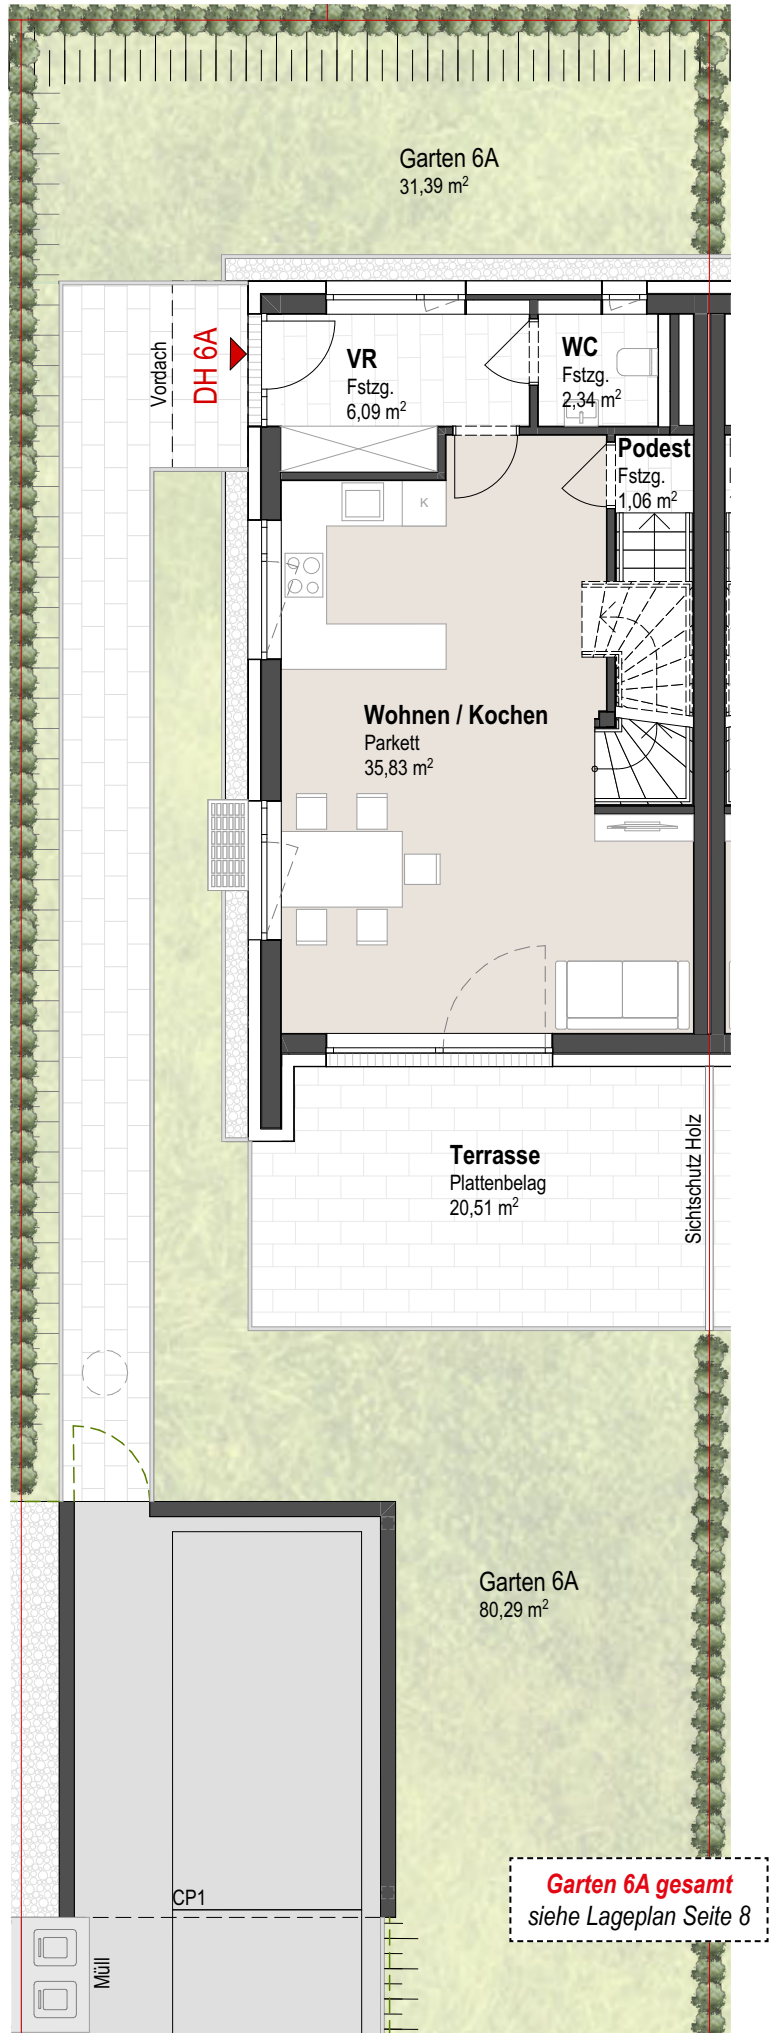 Garten 6A
31,39 m²
Vordach
DH 6A
VR
Fstzg.
6,09 m²
WC
Fstzg.
2,34 m²
Podest
Fstzg.
1,06 m²
K
Wohnen / Kochen
Parkett
35,83 m²
Terrasse
Plattenbelag
20,51 m²
Sichtschutz Holz
Garten 6A
80,29 m²
CP1
Müll
Garten 6A gesamt
siehe Lageplan Seite 8